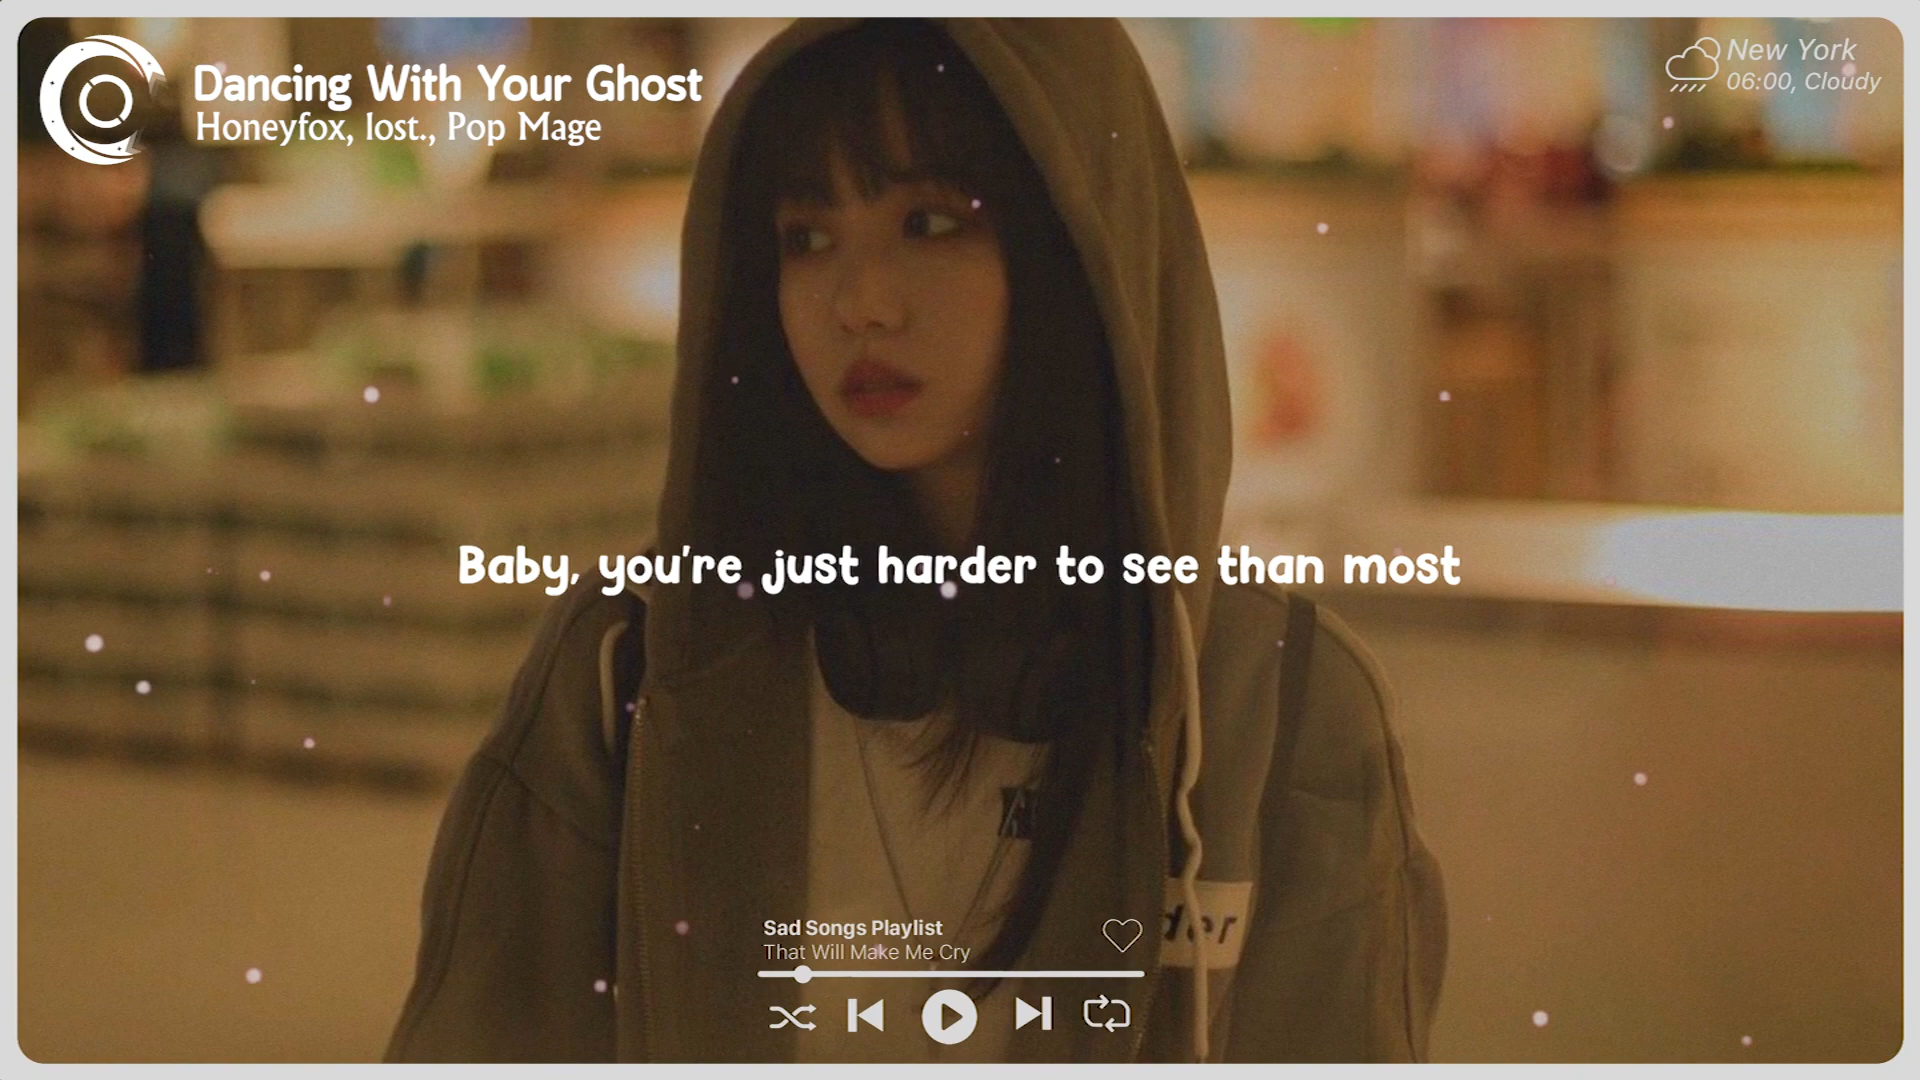 Dancing With Your Ghost
Honeyfox, lost., Pop Mage
New York
06:00, Cloudy
Baby, you're just harder to see than most
der
Sad Songs Playlist
That Will Make Me Cry